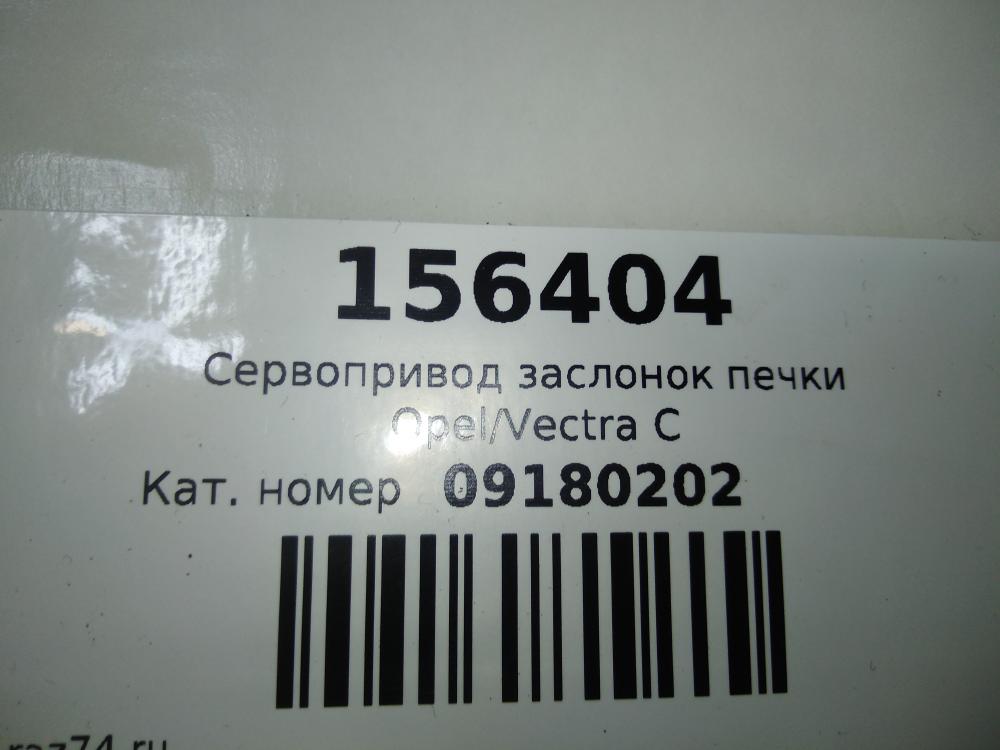 156404
Сервопривод заслонок печки
Opel/Vectra C
Кат. номер 09180202